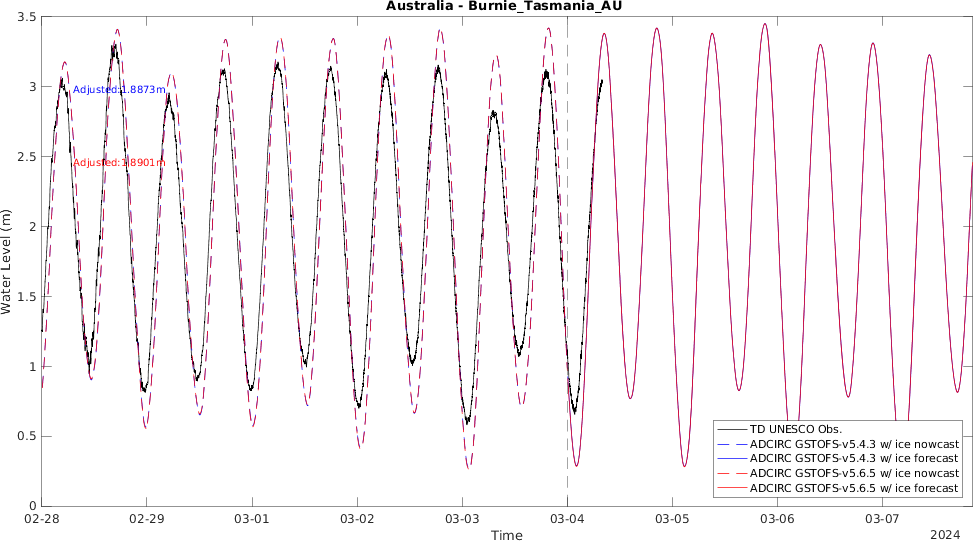 Australia - Burnie_Tasmania_AU
3.5
3
2.5
2
1.5
1
0.5
0
Water Level (m)
Adjusted:1.8873m
Adjusted:1.8901m
TD UNESCO Obs.
ADCIRC GSTOFS-v5.4.3 w/ ice nowcast
ADCIRC GSTOFS-v5.4.3 w/ ice forecast
ADCIRC GSTOFS-v5.6.5 w/ ice nowcast
ADCIRC GSTOFS-v5.6.5 w/ ice forecast
02-28 02-29 03-01 03-02 03-03 03-04 03-05 03-06 03-07
Time
2024